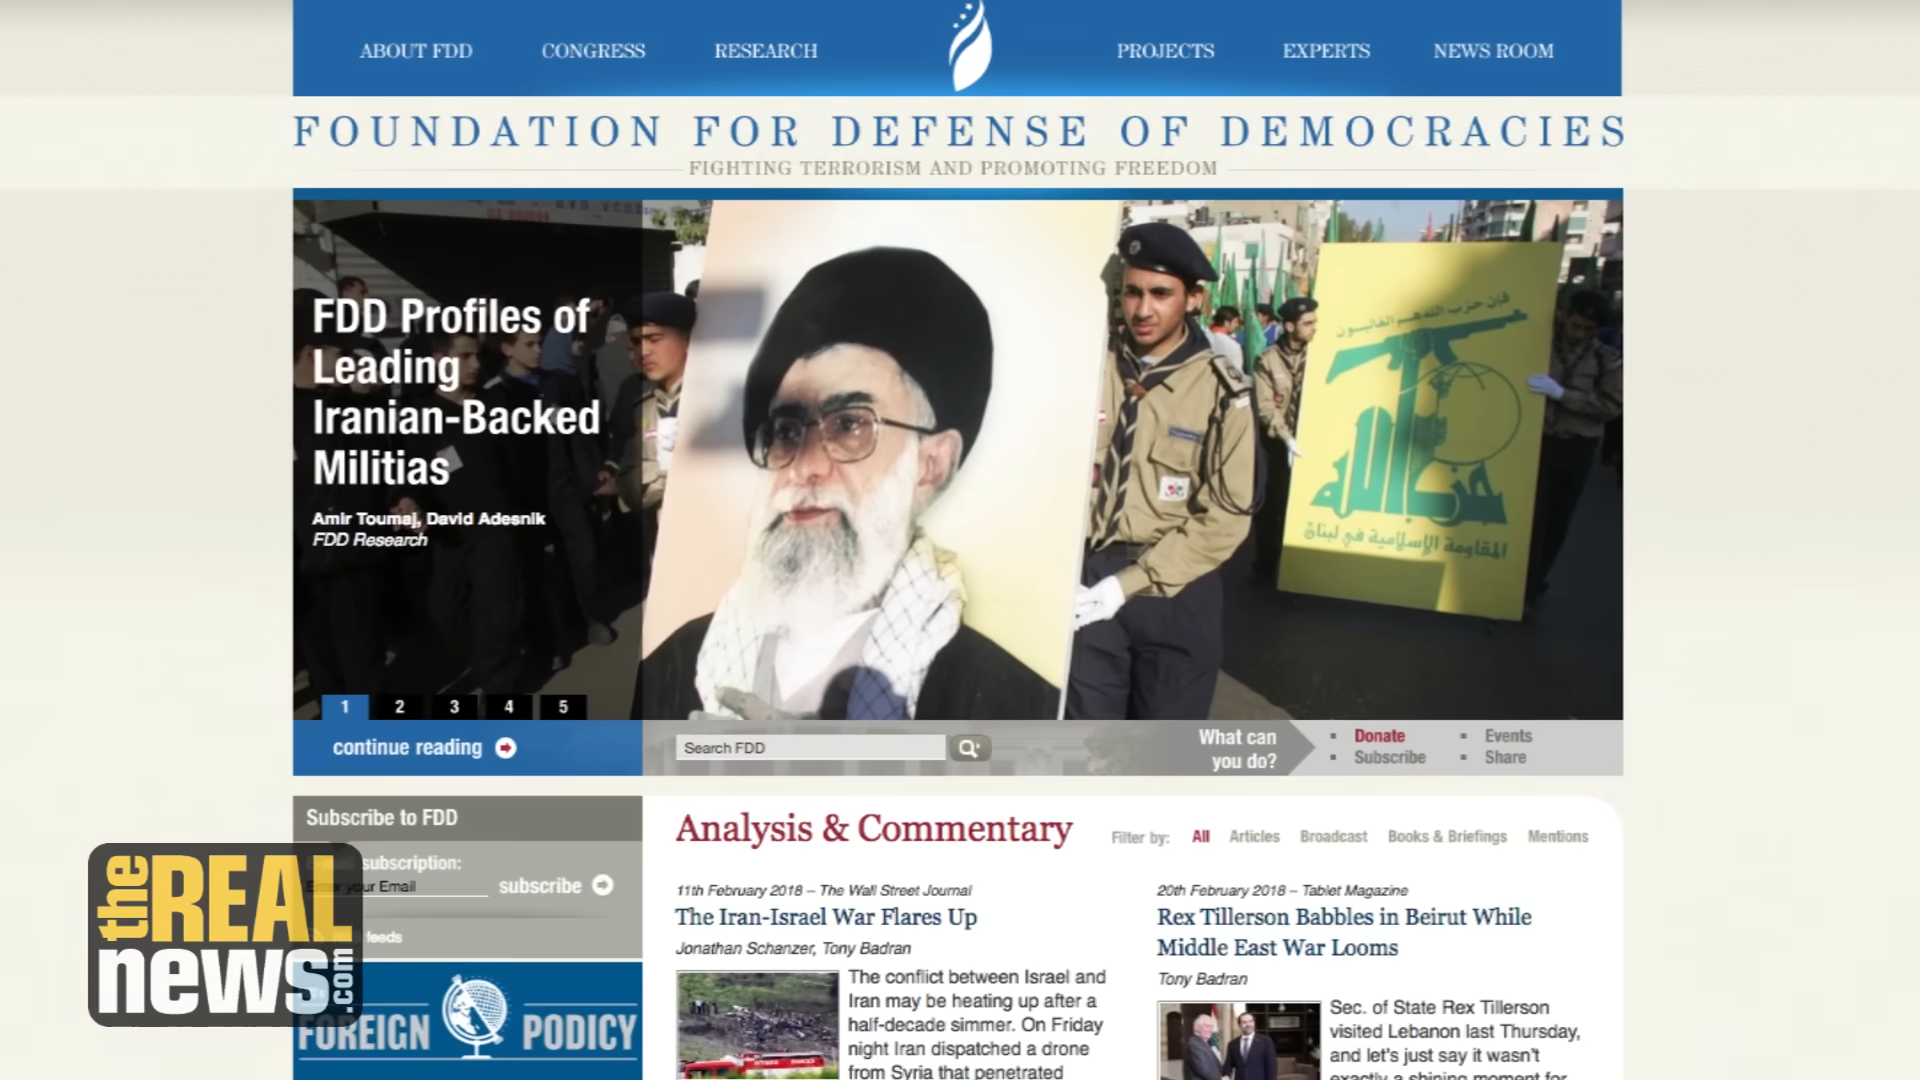 ABOUT FDD
CONGRESS
RESEARCH
PROJECTS
EXPERTS
NEWS ROOM
FOUNDATION FOR DEFENSE OF DEMOCRACIES
FIGHTING TERRORISM AND PROMOTING FREEDOM
FDD Profiles of
Leading
Iranian-Backed
Militias
Amir Toumaj, David Adesnik
FDD Research
فإن حزب الله هم الغالبون
حزب الله
المقاومة الإسلامية في لبنان
1 2 3 4 5
continue reading
Search FDD
What can
you do?
Donate
Subscribe
Events
Share
Subscribe to FDD
subscription:
your Email
subscribe
feeds
FOREIGN PODICY
Analysis & Commentary
Filter by: All Articles Broadcast Books & Briefings Mentions
11th February 2018 – The Wall Street Journal
The Iran-Israel War Flares Up
Jonathan Schanzer, Tony Badran
The conflict between Israel and
Iran may be heating up after a
half-decade simmer. On Friday
night Iran dispatched a drone
from Syria that penetrated
20th February 2018 – Tablet Magazine
Rex Tillerson Babbles in Beirut While
Middle East War Looms
Tony Badran
Sec. of State Rex Tillerson
visited Lebanon last Thursday,
and let's just say it wasn't
exactly a shining moment for
the REAL
news.com